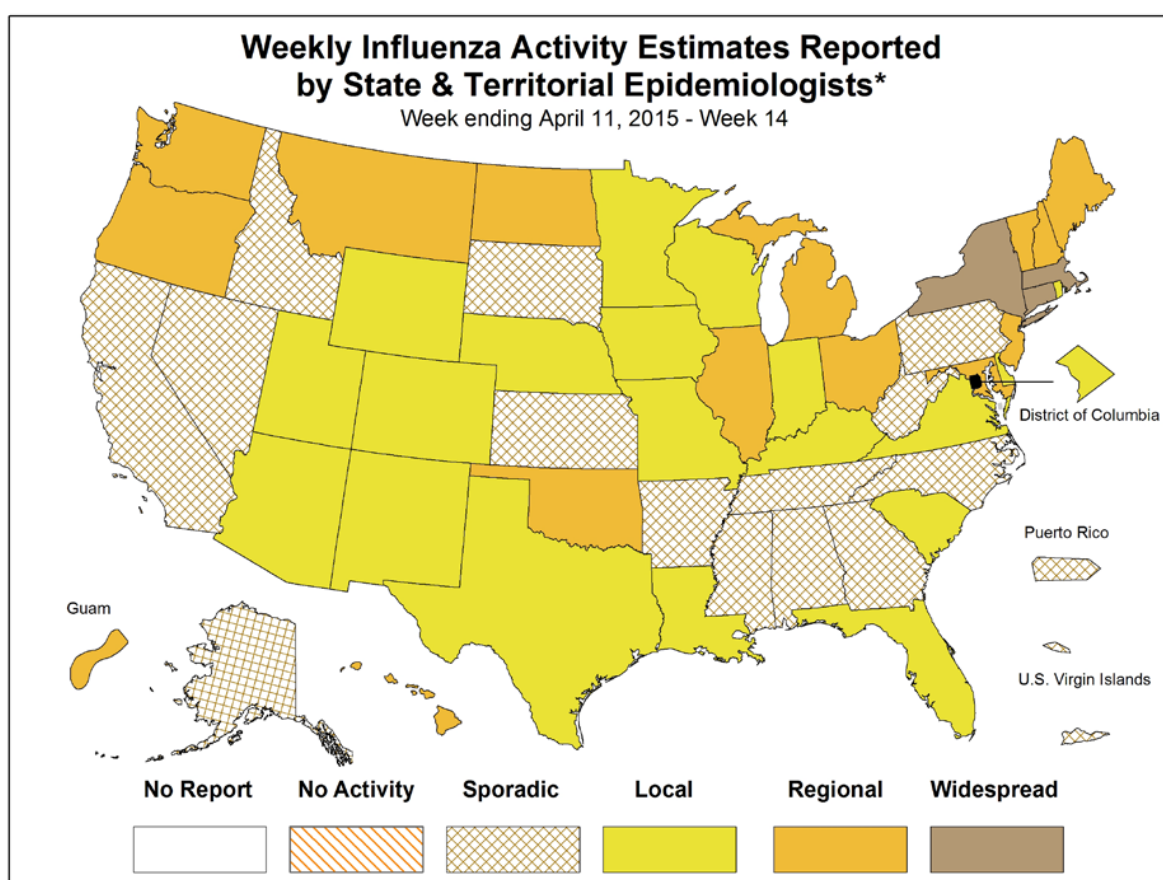 Weekly Influenza Activity Estimates Reported
by State & Territorial Epidemiologists*
Week ending April 11, 2015 - Week 14
District of Columbia
Puerto Rico
Guam
U.S. Virgin Islands
No Report No Activity Sporadic Local Regional Widespread